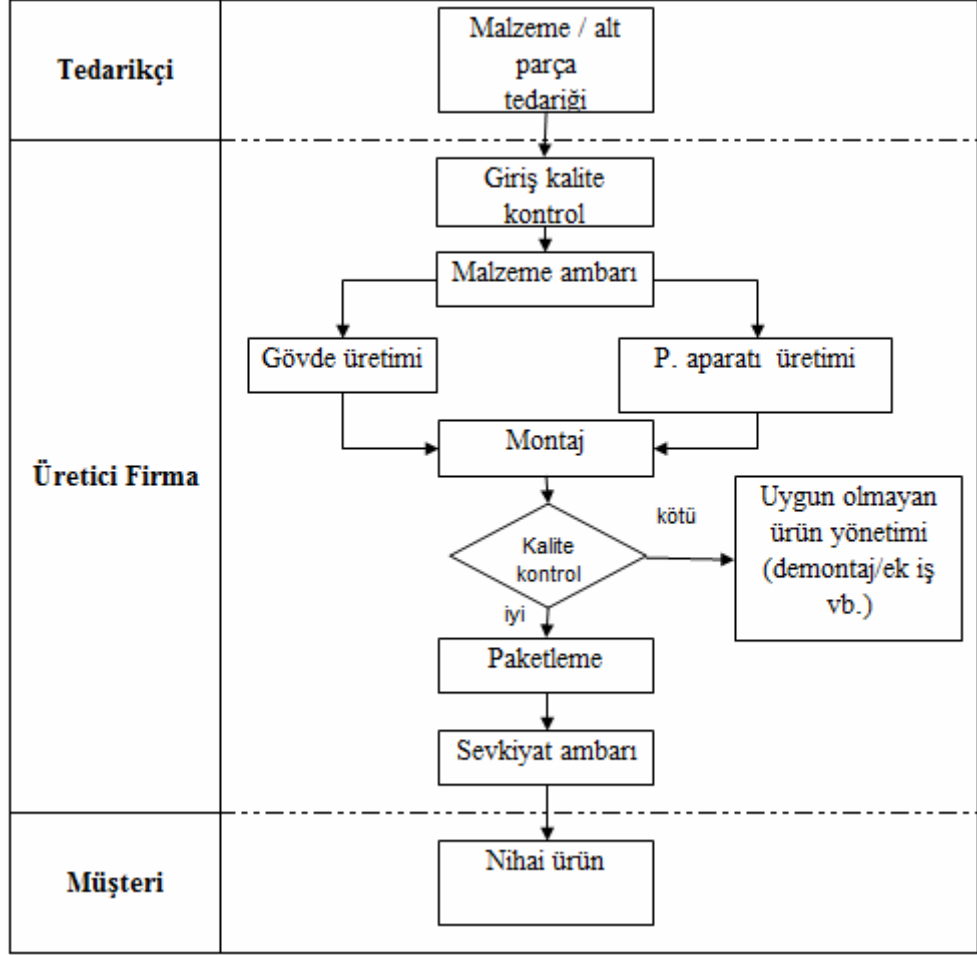 Tedarikçi
Malzeme / alt
parça
tedariği
Üretici Firma
Giriş kalite
kontrol
Malzeme ambarı
Gövde üretimi
P. aparatı üretimi
Montaj
Kalite
kontrol
kötü
Uygun olmayan
ürün yönetimi
(demontaj/ek iş
vb.)
iyi
Paketleme
Sevkiyat ambarı
Müşteri
Nihai ürün